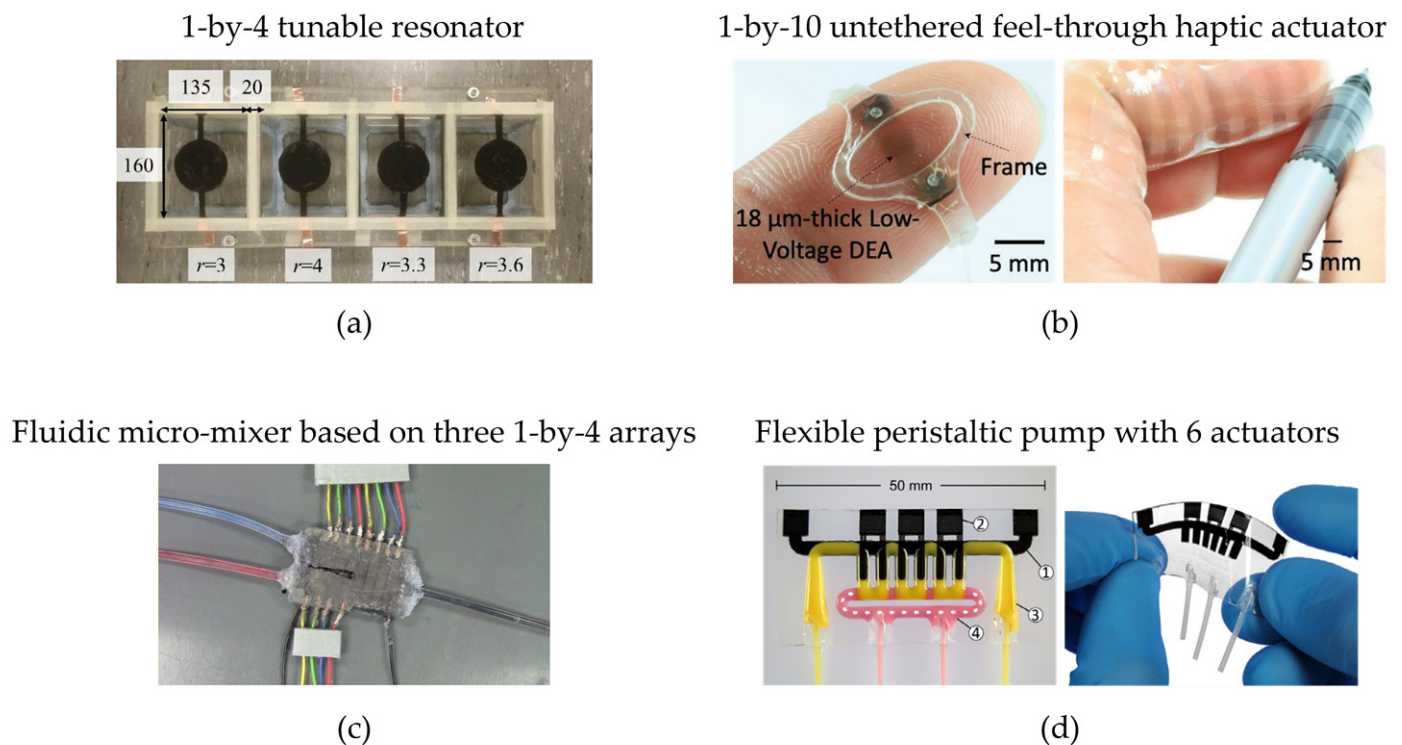 1-by-4 tunable resonator
135
20
160
r=3
r=4
r=3.3
r=3.6
(a)
1-by-10 untethered feel-through haptic actuator
Frame
18 μm-thick Low-
Voltage DEA
5 mm
5 mm
(b)
Fluidic micro-mixer based on three 1-by-4 arrays
(c)
Flexible peristaltic pump with 6 actuators
50 mm
②
①
③
④
(d)